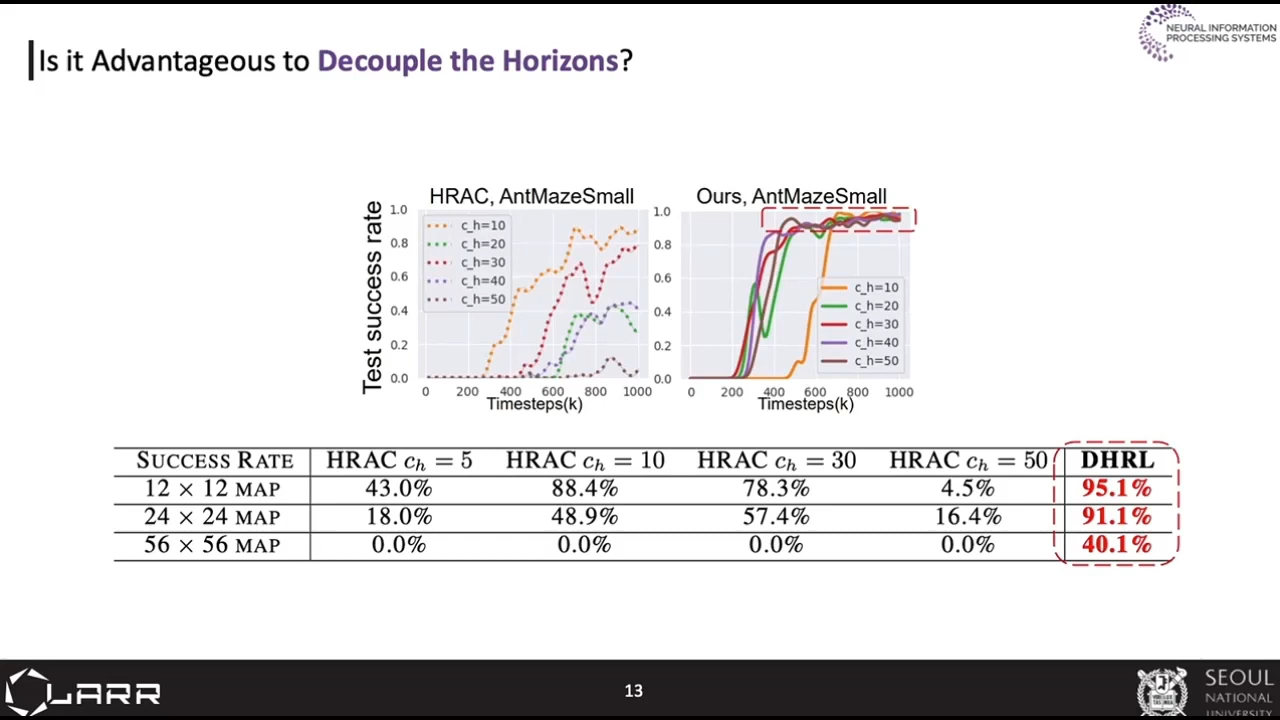 NEURAL INFORMATION
PROCESSING SYSTEMS
Is it Advantageous to Decouple the Horizons?
HRAC, AntMazeSmall
Test success rate
1.0
0.8
0.6
0.4
0.2
0.0
c_h=10
c_h=20
c_h=30
c_h=40
c_h=50
0 200 400 600 800 1000
Timesteps(k)
Ours, AntMazeSmall
1.0
0.8
0.6
0.4
0.2
0.0
c_h=10
c_h=20
c_h=30
c_h=40
c_h=50
0 200 400 600 800 1000
Timesteps(k)
SUCCESS RATE HRAC c_h = 5 HRAC c_h = 10 HRAC c_h = 30 HRAC c_h = 50 DHRL
12 × 12 MAP 43.0% 88.4% 78.3% 4.5% 95.1%
24 × 24 MAP 18.0% 48.9% 57.4% 16.4% 91.1%
56 × 56 MAP 0.0% 0.0% 0.0% 0.0% 40.1%
LARR
13
SEOUL
NATIONAL
UNIVERSITY